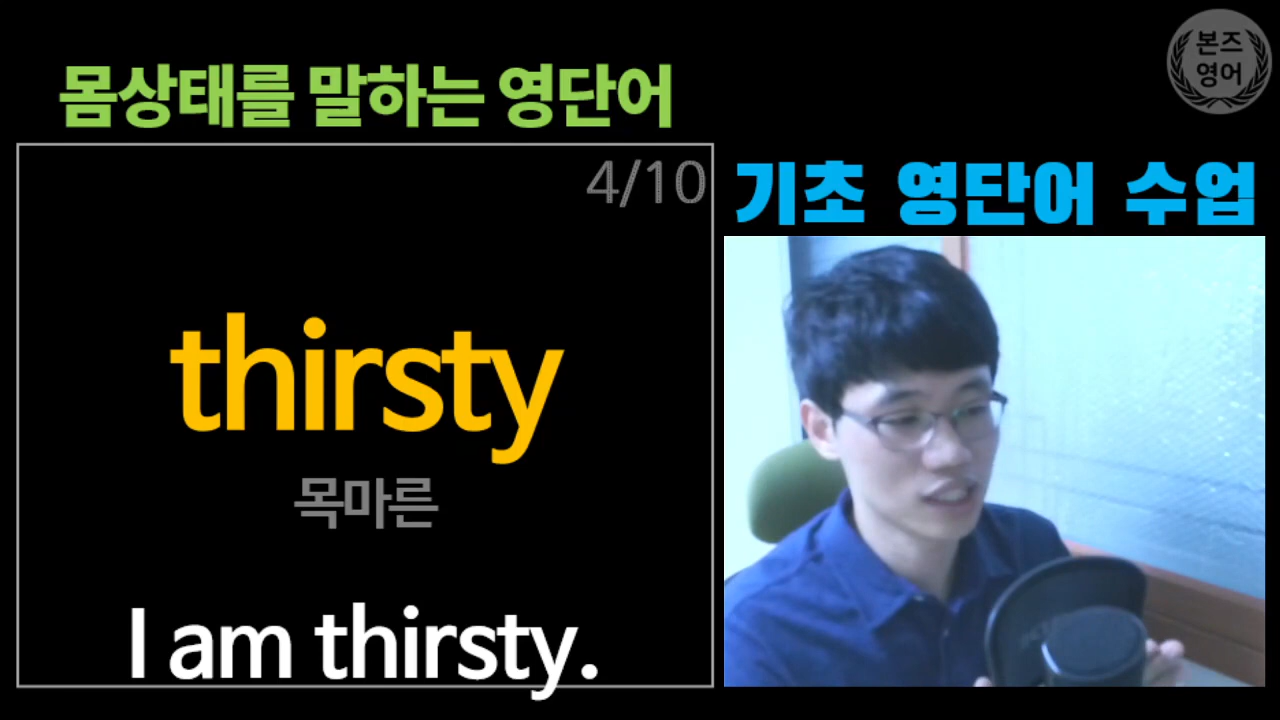 본즈
영어
몸상태를 말하는 영단어
4/10
기초 영단어 수업
thirsty
목마른
I am thirsty.